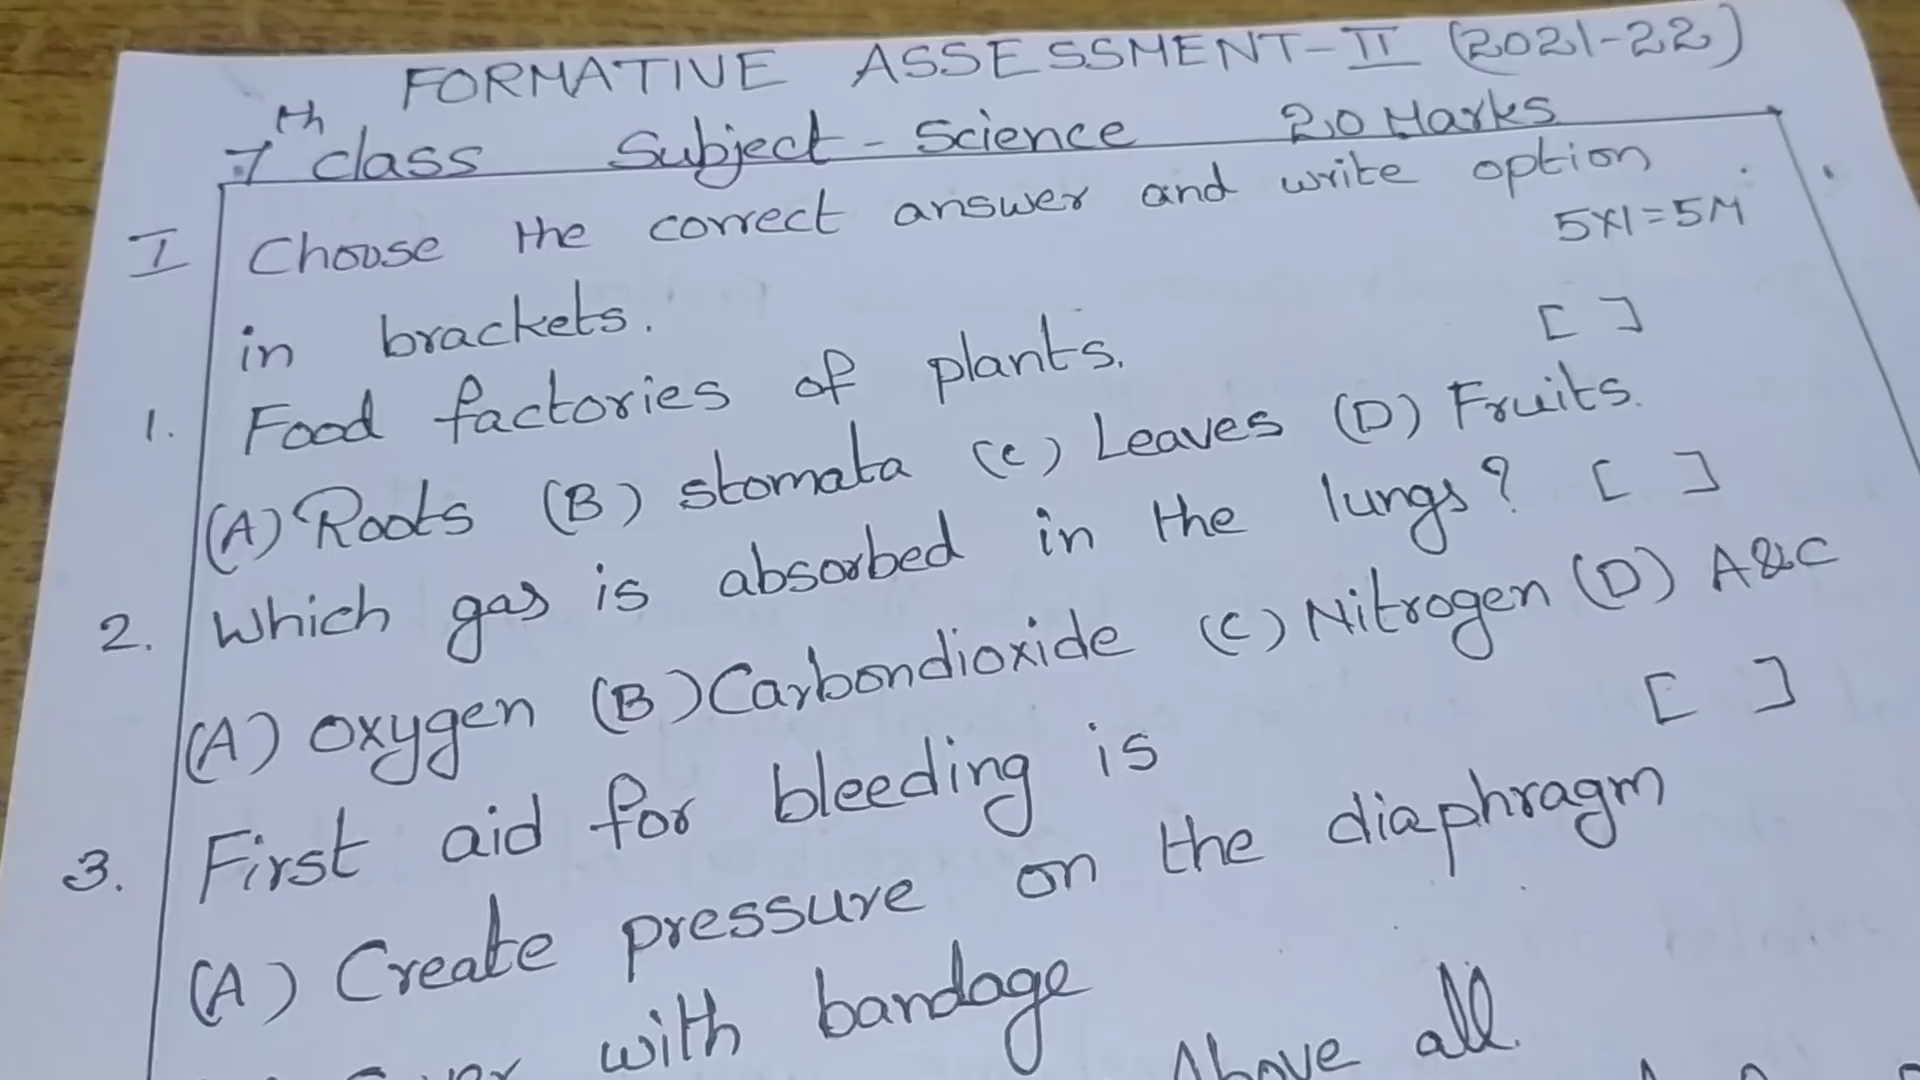 FORMATIVE ASSESSMENT-II (2021-22)
7th class Subject - Science 20 Marks
I Choose the correct answer and write option
in brackets. 5X1=5M
1. Food factories of plants. [ ]
(A) Roots (B) stomata (C) Leaves (D) Fruits.
2. Which gas is absorbed in the lungs? [ ]
(A) oxygen (B) Carbondioxide (C) Nitrogen (D) A&C
3. First aid for bleeding is [ ]
(A) Create pressure on the diaphragm
with bandage
Above all